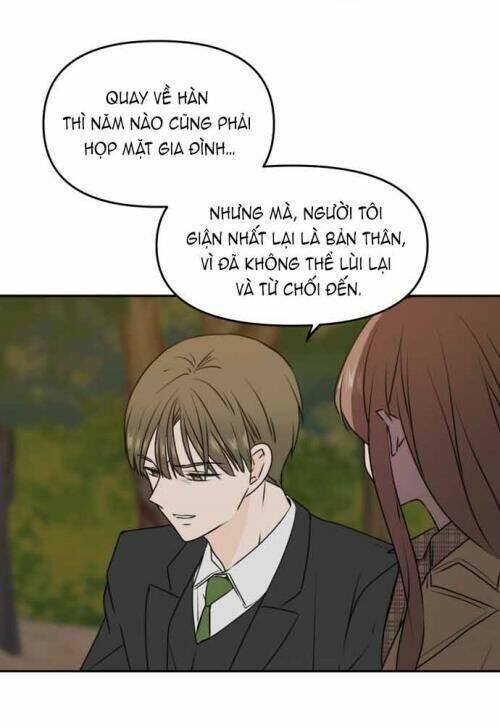 QUAY VỀ HÀN
THÌ NĂM NÀO CŨNG PHẢI
HỌP MẶT GIA ĐÌNH...
NHƯNG MÀ, NGƯỜI TÔI
GIẬN NHẤT LẠI LÀ BẢN THÂN,
VÌ ĐÃ KHÔNG THỂ LÙI LẠI
VÀ TỪ CHỐI ĐẾN.